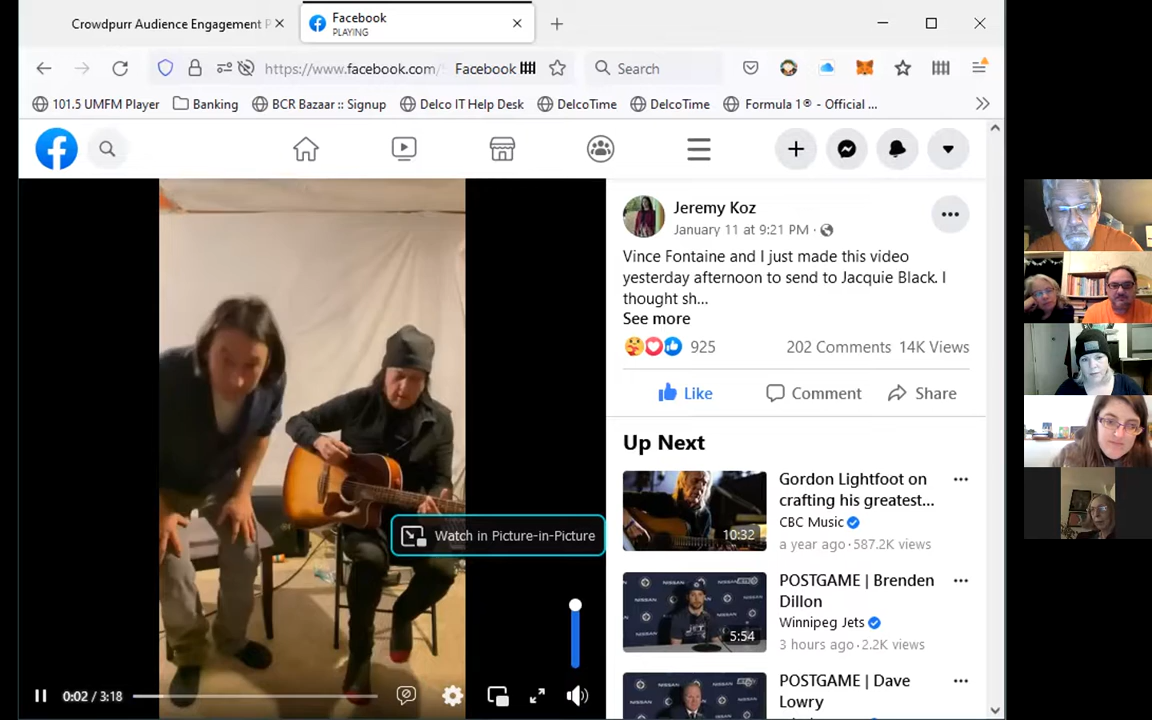 Crowdpurr Audience Engagement P
Facebook
PLAYING
https://www.facebook.com/
Facebook
Search
101.5 UMFM Player
Banking
BCR Bazaar :: Signup
Delco IT Help Desk
DelcoTime
DelcoTime
Formula 1® - Official ...
Jeremy Koz
January 11 at 9:21 PM ·
Vince Fontaine and I just made this video
yesterday afternoon to send to Jacquie Black. I
thought sh...
See more
925
202 Comments 14K Views
Like
Comment
Share
Watch in Picture-in-Picture
0:02 / 3:18
Up Next
Gordon Lightfoot on
crafting his greatest...
CBC Music
a year ago · 587.2K views
10:32
POSTGAME | Brenden
Dillon
Winnipeg Jets
3 hours ago · 2.2K views
5:54
POSTGAME | Dave
Lowry